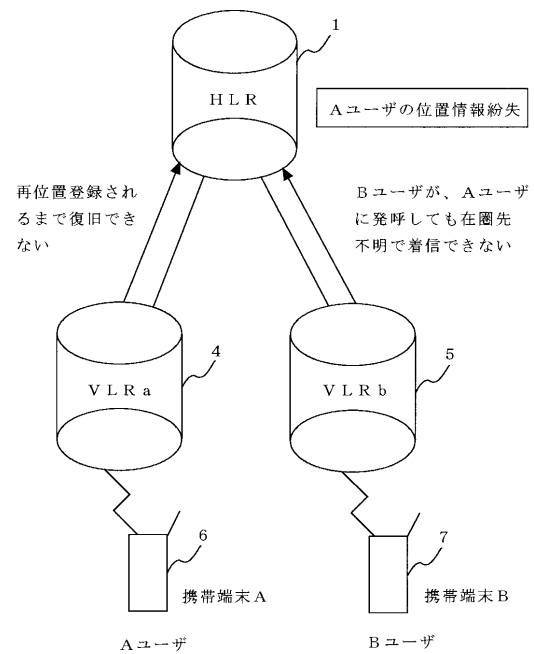 1
HLR
Aユーザの位置情報紛失
再位置登録され
るまで復旧でき
ない
Bユーザが、Aユーザ
に発呼しても在圏先
不明で着信できない
4
VLRa
5
VLRb
6
携帯端末A
Aユーザ
7
携帯端末B
Bユーザ